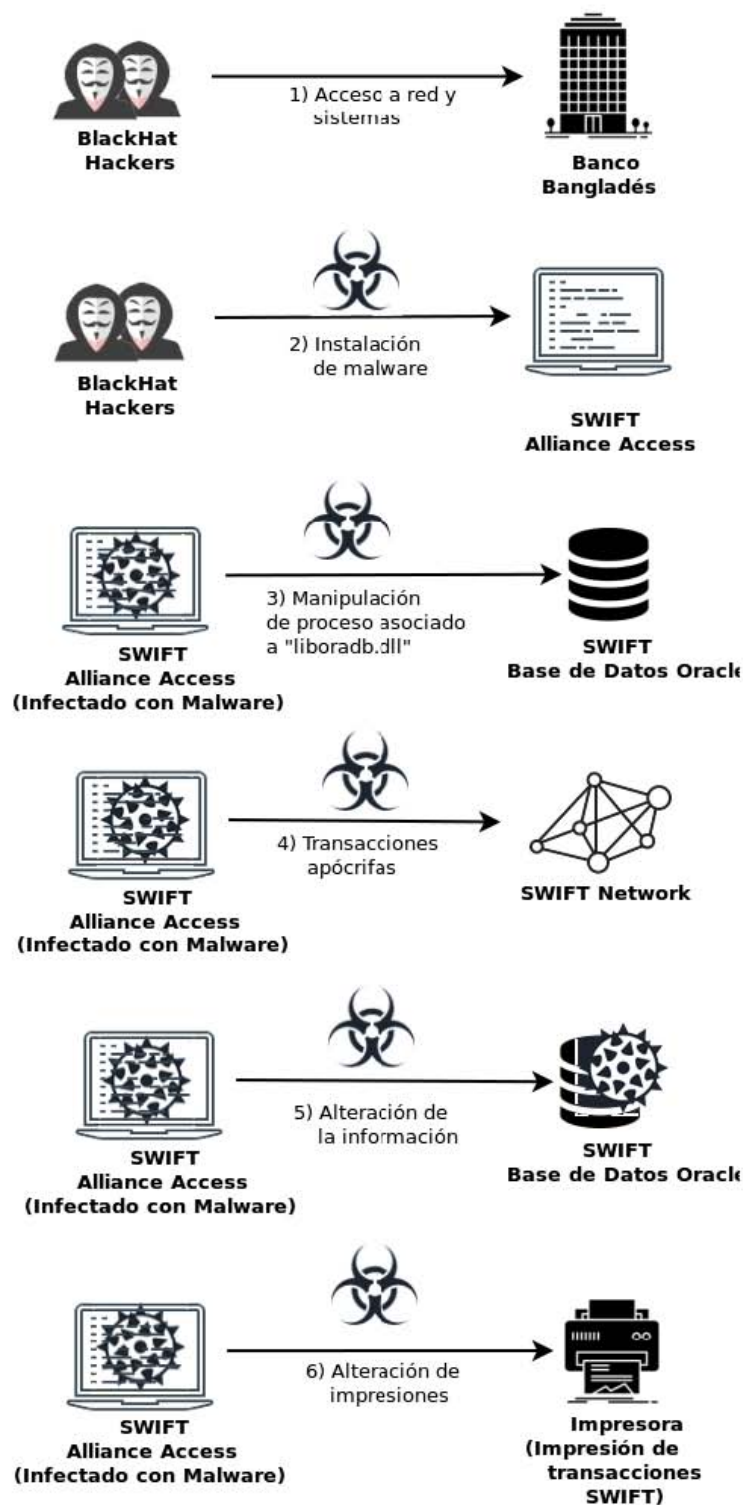 BlackHat
Hackers
1) Acceso a red y
sistemas
Banco
Bangladés
BlackHat
Hackers
2) Instalación
de malware
SWIFT
Alliance Access
SWIFT
Alliance Access
(Infectado con Malware)
3) Manipulación
de proceso asociado
a "liboradb.dll"
SWIFT
Base de Datos Oracle
SWIFT
Alliance Access
(Infectado con Malware)
4) Transacciones
apócrifas
SWIFT Network
SWIFT
Alliance Access
(Infectado con Malware)
5) Alteración de
la información
SWIFT
Base de Datos Oracle
SWIFT
Alliance Access
(Infectado con Malware)
6) Alteración de
impresiones
Impresora
(Impresión de
transacciones
SWIFT)